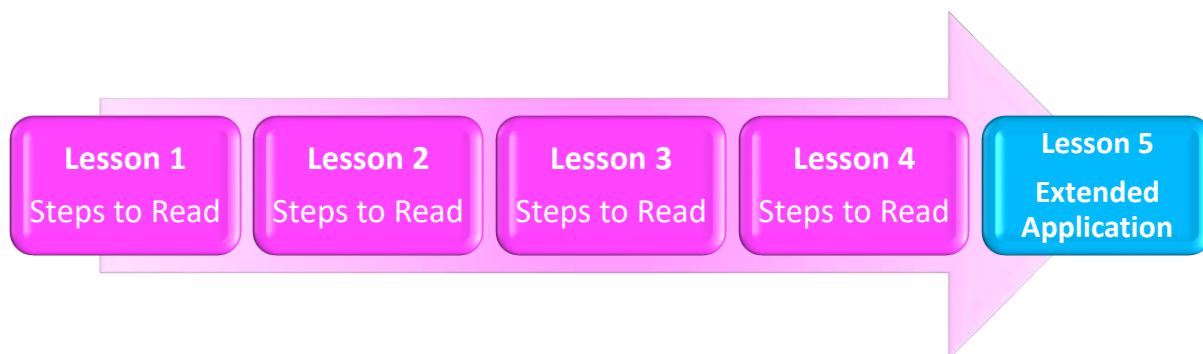 Lesson 1
Steps to Read
Lesson 2
Steps to Read
Lesson 3
Steps to Read
Lesson 4
Steps to Read
Lesson 5
Extended
Application